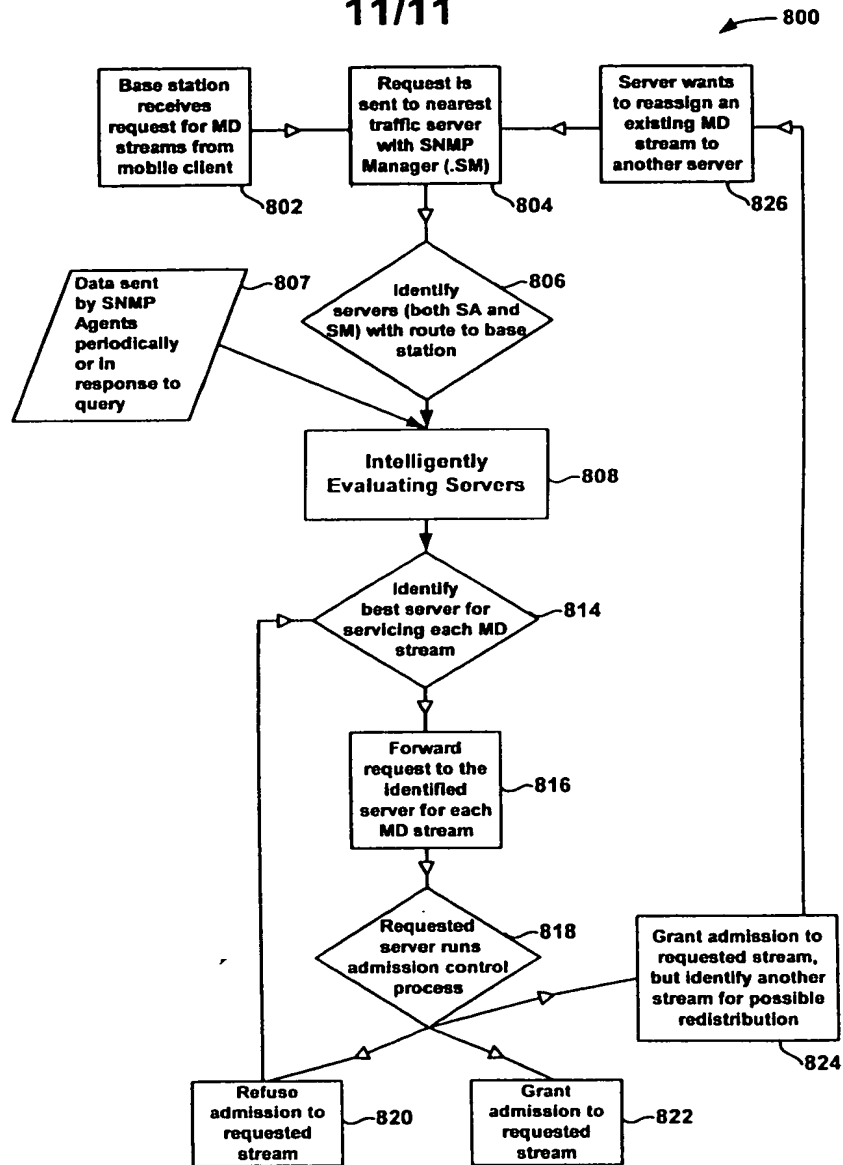 11/11
800
Base station
receives
request for MD
streams from
mobile client
802
Request is
sent to nearest
traffic server
with SNMP
Manager (.SM)
804
Server wants
to reassign an
existing MD
stream to
another server
826
Data sent
by SNMP
Agents
periodically
or in
response to
query
807
Identify
servers (both SA and
SM) with route to base
station
806
Intelligently
Evaluating Servers
808
Identify
best server for
servicing each MD
stream
814
Forward
request to the
identified
server for each
MD stream
816
Requested
server runs
admission control
process
818
Grant admission to
requested stream,
but identify another
stream for possible
redistribution
824
Refuse
admission to
requested
stream
820
Grant
admission to
requested
stream
822